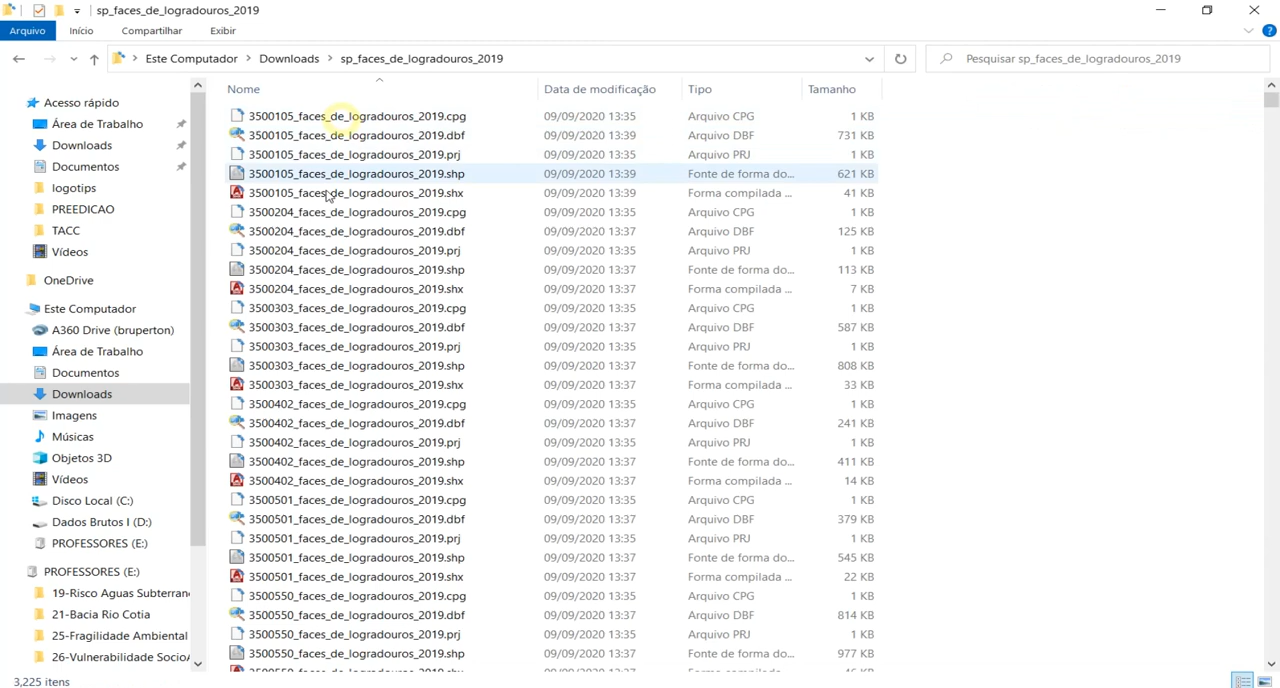 sp_faces_de_logradouros_2019
Arquivo Início Compartilhar Exibir
Este Computador > Downloads > sp_faces_de_logradouros_2019 Pesquisar sp_faces_de_logradouros_2019
Acesso rápido
Área de Trabalho
Downloads
Documentos
logotips
PREEDICAO
TACC
Vídeos
OneDrive
Este Computador
A360 Drive (bruperton)
Área de Trabalho
Documentos
Downloads
Imagens
Músicas
Objetos 3D
Vídeos
Disco Local (C:)
Dados Brutos I (D:)
PROFESSORES (E:)
PROFESSORES (E:)
19-Risco Aguas Subterran
21-Bacia Rio Cotia
25-Fragilidade Ambiental
26-Vulnerabilidade Socio
Nome Data de modificação Tipo Tamanho
3500105_faces_de_logradouros_2019.cpg 09/09/2020 13:35 Arquivo CPG 1 KB
3500105_faces_de_logradouros_2019.dbf 09/09/2020 13:39 Arquivo DBF 731 KB
3500105_faces_de_logradouros_2019.prj 09/09/2020 13:35 Arquivo PRJ 1 KB
3500105_faces_de_logradouros_2019.shp 09/09/2020 13:39 Fonte de forma do... 621 KB
3500105_faces_de_logradouros_2019.shx 09/09/2020 13:39 Forma compilada ... 41 KB
3500204_faces_de_logradouros_2019.cpg 09/09/2020 13:35 Arquivo CPG 1 KB
3500204_faces_de_logradouros_2019.dbf 09/09/2020 13:37 Arquivo DBF 125 KB
3500204_faces_de_logradouros_2019.prj 09/09/2020 13:35 Arquivo PRJ 1 KB
3500204_faces_de_logradouros_2019.shp 09/09/2020 13:37 Fonte de forma do... 113 KB
3500204_faces_de_logradouros_2019.shx 09/09/2020 13:37 Forma compilada ... 7 KB
3500303_faces_de_logradouros_2019.cpg 09/09/2020 13:35 Arquivo CPG 1 KB
3500303_faces_de_logradouros_2019.dbf 09/09/2020 13:37 Arquivo DBF 587 KB
3500303_faces_de_logradouros_2019.prj 09/09/2020 13:35 Arquivo PRJ 1 KB
3500303_faces_de_logradouros_2019.shp 09/09/2020 13:37 Fonte de forma do... 808 KB
3500303_faces_de_logradouros_2019.shx 09/09/2020 13:37 Forma compilada ... 33 KB
3500402_faces_de_logradouros_2019.cpg 09/09/2020 13:35 Arquivo CPG 1 KB
3500402_faces_de_logradouros_2019.dbf 09/09/2020 13:37 Arquivo DBF 241 KB
3500402_faces_de_logradouros_2019.prj 09/09/2020 13:35 Arquivo PRJ 1 KB
3500402_faces_de_logradouros_2019.shp 09/09/2020 13:37 Fonte de forma do... 411 KB
3500402_faces_de_logradouros_2019.shx 09/09/2020 13:37 Forma compilada ... 14 KB
3500501_faces_de_logradouros_2019.cpg 09/09/2020 13:35 Arquivo CPG 1 KB
3500501_faces_de_logradouros_2019.dbf 09/09/2020 13:37 Arquivo DBF 379 KB
3500501_faces_de_logradouros_2019.prj 09/09/2020 13:35 Arquivo PRJ 1 KB
3500501_faces_de_logradouros_2019.shp 09/09/2020 13:37 Fonte de forma do... 545 KB
3500501_faces_de_logradouros_2019.shx 09/09/2020 13:37 Forma compilada ... 22 KB
3500550_faces_de_logradouros_2019.cpg 09/09/2020 13:35 Arquivo CPG 1 KB
3500550_faces_de_logradouros_2019.dbf 09/09/2020 13:37 Arquivo DBF 814 KB
3500550_faces_de_logradouros_2019.prj 09/09/2020 13:35 Arquivo PRJ 1 KB
3500550_faces_de_logradouros_2019.shp 09/09/2020 13:37 Fonte de forma do... 977 KB
3,225 itens